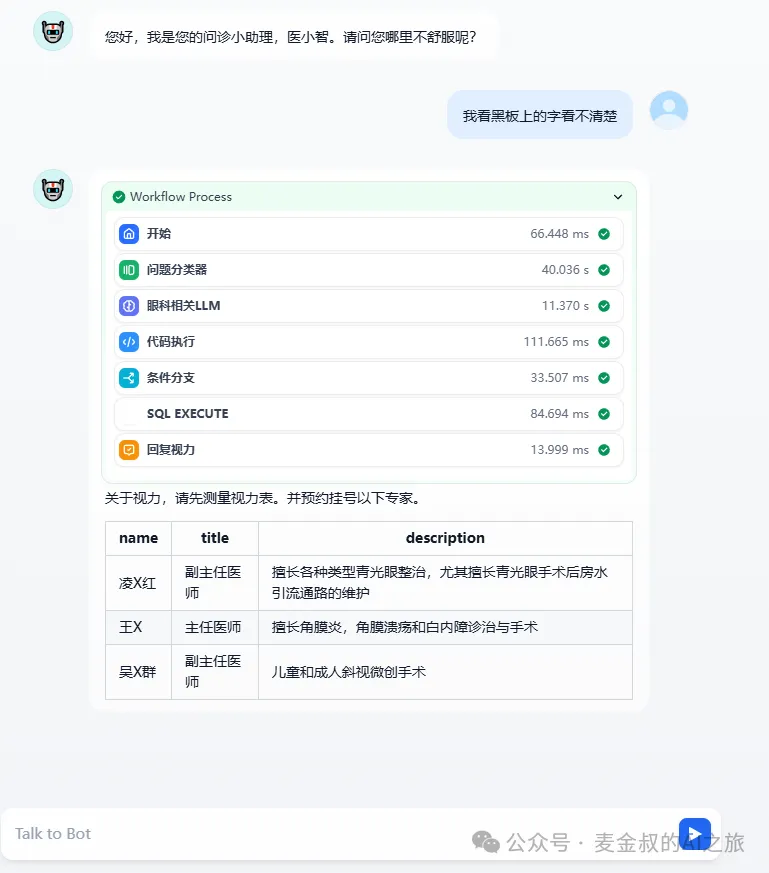 您好，我是您的问诊小助理，医小智。请问您哪里不舒服呢？
我看黑板上的字看不清楚
Workflow Process
开始 66.448 ms
问题分类器 40.036 s
眼科相关LLM 11.370 s
代码执行 111.665 ms
条件分支 33.507 ms
SQL EXECUTE 84.694 ms
回复视力 13.999 ms
关于视力，请先测量视力表。并预约挂号以下专家。
name title description
凌X红 副主任医师 擅长各种类型青光眼整治，尤其擅长青光眼手术后房水引流通路的维护
王X 主任医师 擅长角膜炎，角膜溃疡和白内障诊治与手术
吴X群 副主任医师 儿童和成人斜视微创手术
Talk to Bot
公众号 · 麦金叔的AI之旅